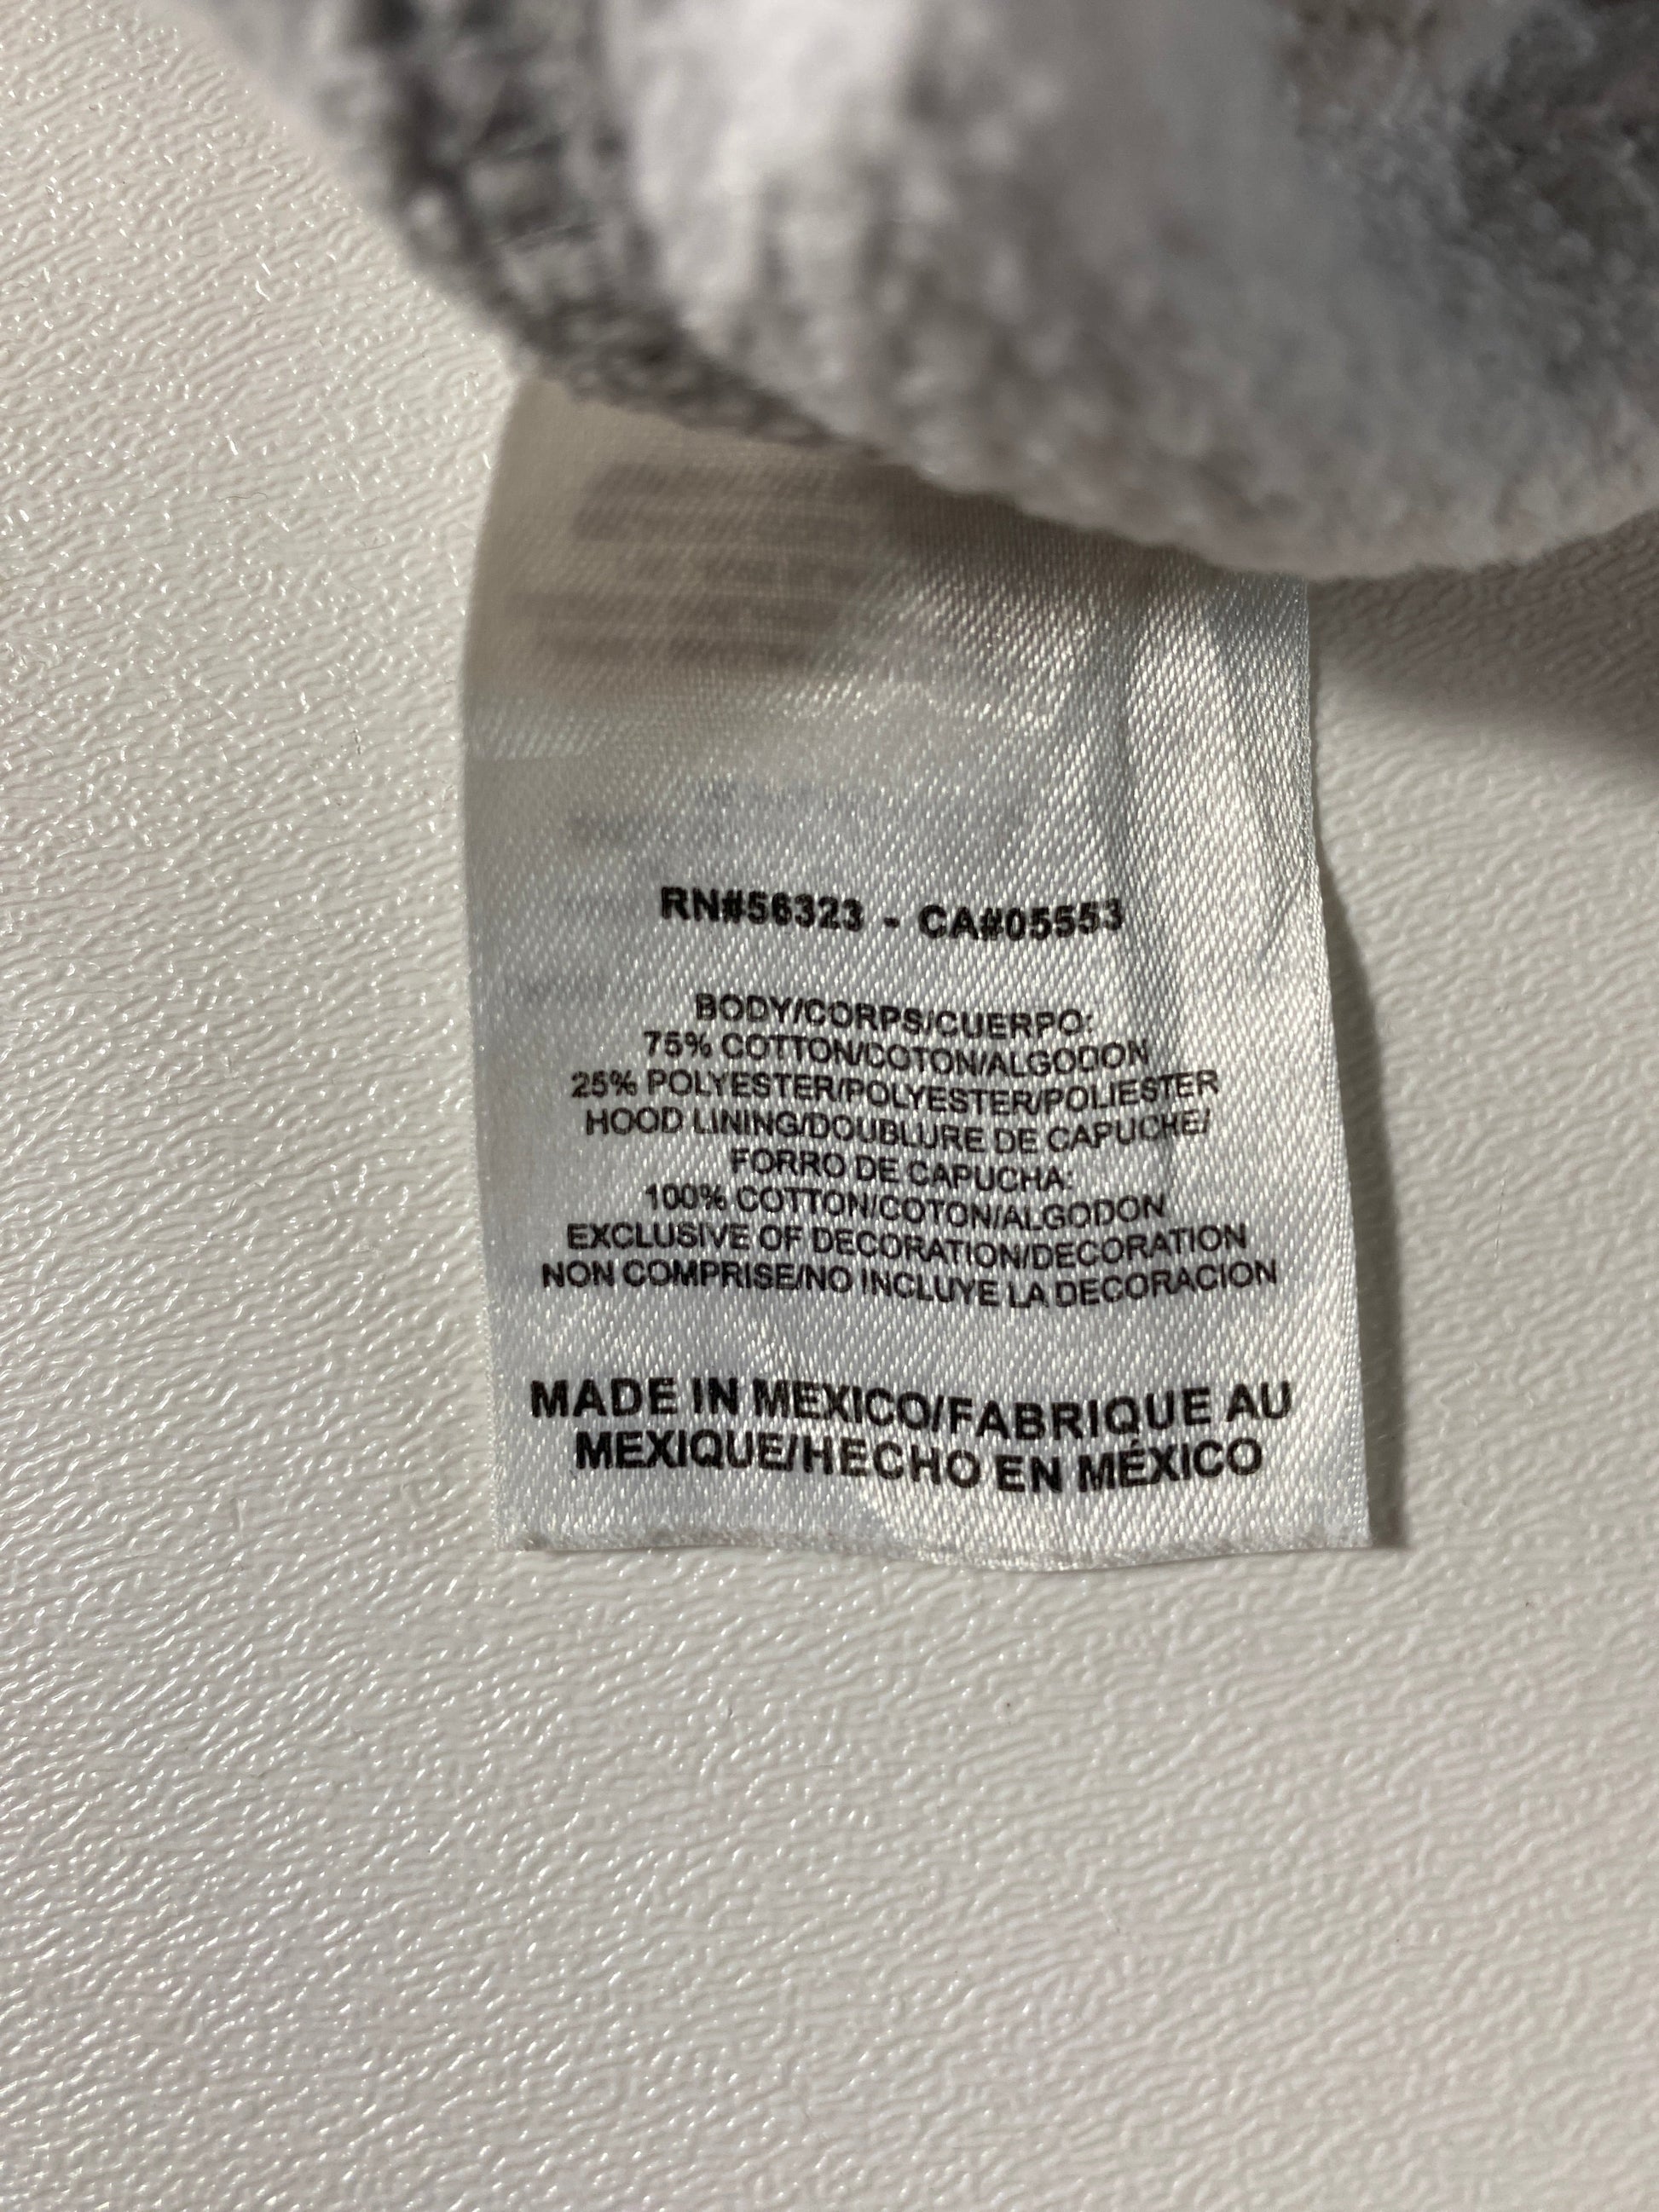 RN#56323 - CA#05553
BODY/CORPS/CUERPO:
75% COTTON/COTON/ALGODON
25% POLYESTER/POLYESTER/POLIESTER
HOOD LINING/DOUBLURE DE CAPUCHE/
FORRO DE CAPUCHA:
100% COTTON/COTON/ALGODON
EXCLUSIVE OF DECORATION/DECORATION
NON COMPRISE/NO INCLUYE LA DECORACION
MADE IN MEXICO/FABRIQUE AU
MEXIQUE/HECHO EN MÉXICO